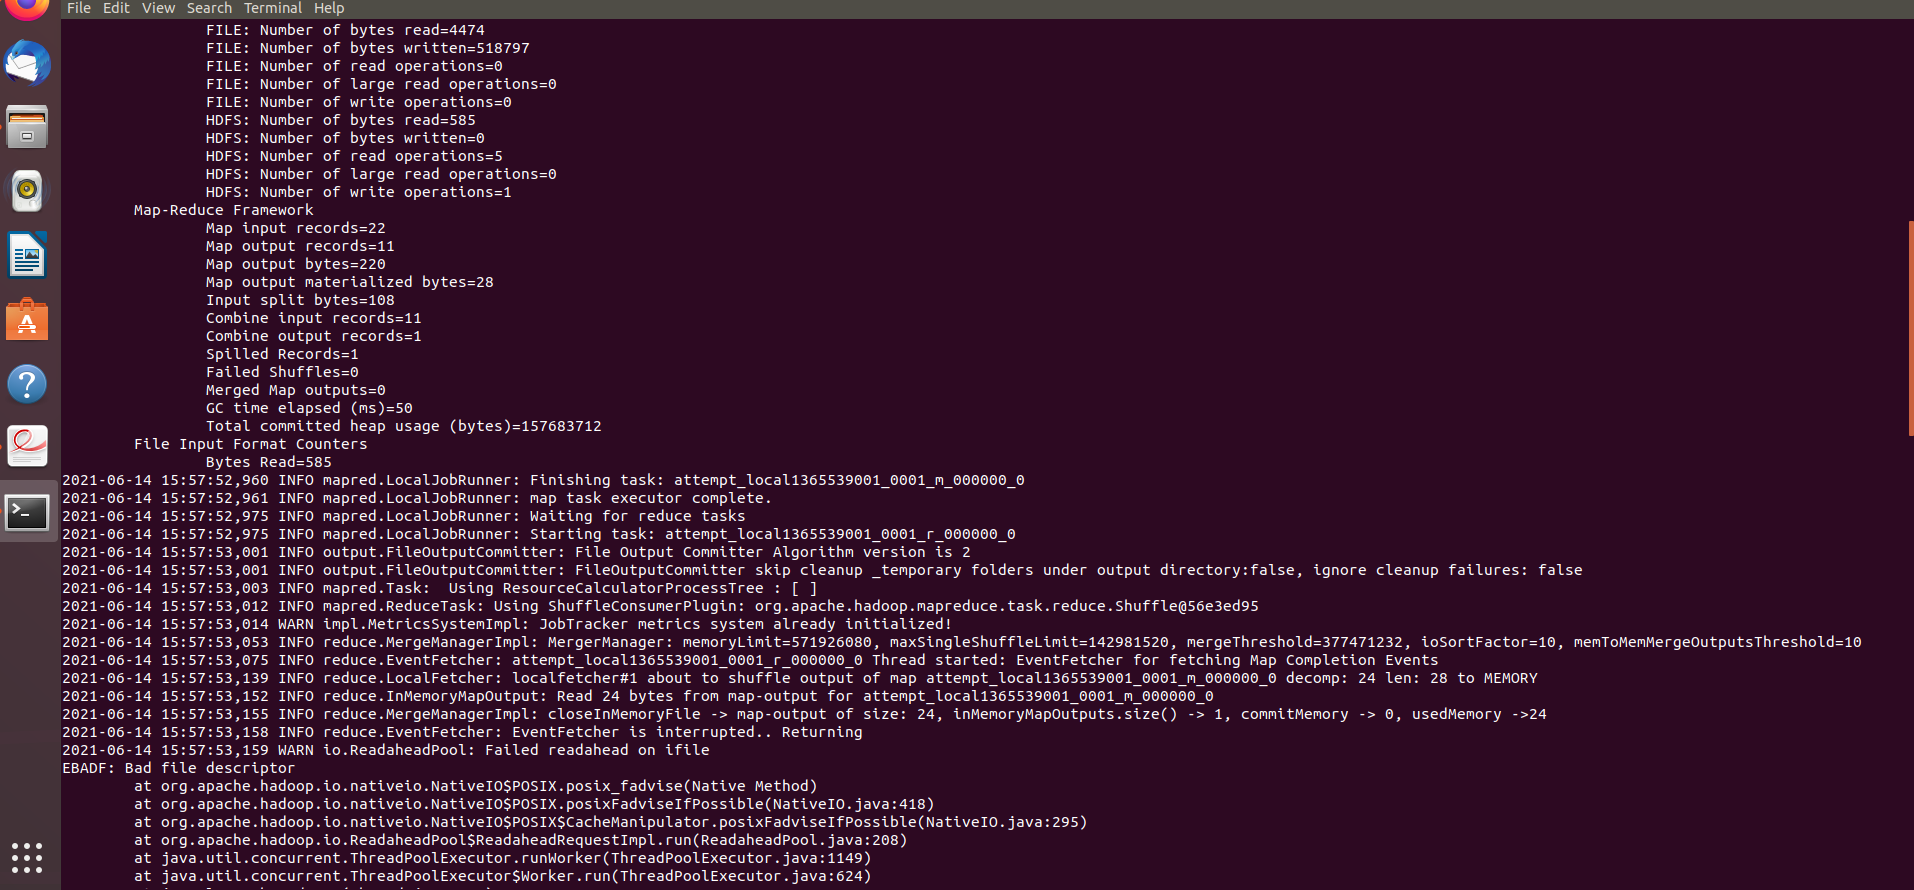 File Edit View Search Terminal Help
FILE: Number of bytes read=4474
FILE: Number of bytes written=518797
FILE: Number of read operations=0
FILE: Number of large read operations=0
FILE: Number of write operations=0
HDFS: Number of bytes read=585
HDFS: Number of bytes written=0
HDFS: Number of read operations=5
HDFS: Number of large read operations=0
HDFS: Number of write operations=1
Map-Reduce Framework
Map input records=22
Map output records=11
Map output bytes=220
Map output materialized bytes=28
Input split bytes=108
Combine input records=11
Combine output records=1
Spilled Records=1
Failed Shuffles=0
Merged Map outputs=0
GC time elapsed (ms)=50
Total committed heap usage (bytes)=157683712
File Input Format Counters
Bytes Read=585
2021-06-14 15:57:52,960 INFO mapred.LocalJobRunner: Finishing task: attempt_local1365539001_0001_m_000000_0
2021-06-14 15:57:52,961 INFO mapred.LocalJobRunner: map task executor complete.
2021-06-14 15:57:52,975 INFO mapred.LocalJobRunner: Waiting for reduce tasks
2021-06-14 15:57:52,975 INFO mapred.LocalJobRunner: Starting task: attempt_local1365539001_0001_r_000000_0
2021-06-14 15:57:53,001 INFO output.FileOutputCommitter: File Output Committer Algorithm version is 2
2021-06-14 15:57:53,001 INFO output.FileOutputCommitter: FileOutputCommitter skip cleanup _temporary folders under output directory:false, ignore cleanup failures: false
2021-06-14 15:57:53,003 INFO mapred.Task:  Using ResourceCalculatorProcessTree : [ ]
2021-06-14 15:57:53,012 INFO mapred.ReduceTask: Using ShuffleConsumerPlugin: org.apache.hadoop.mapreduce.task.reduce.Shuffle@56e3ed95
2021-06-14 15:57:53,014 WARN impl.MetricsSystemImpl: JobTracker metrics system already initialized!
2021-06-14 15:57:53,053 INFO reduce.MergeManagerImpl: MergerManager: memoryLimit=571926080, maxSingleShuffleLimit=142981520, mergeThreshold=377471232, ioSortFactor=10, memToMemMergeOutputsThreshold=10
2021-06-14 15:57:53,075 INFO reduce.EventFetcher: attempt_local1365539001_0001_r_000000_0 Thread started: EventFetcher for fetching Map Completion Events
2021-06-14 15:57:53,139 INFO reduce.LocalFetcher: localfetcher#1 about to shuffle output of map attempt_local1365539001_0001_m_000000_0 decomp: 24 len: 28 to MEMORY
2021-06-14 15:57:53,152 INFO reduce.InMemoryMapOutput: Read 24 bytes from map-output for attempt_local1365539001_0001_m_000000_0
2021-06-14 15:57:53,155 INFO reduce.MergeManagerImpl: closeInMemoryFile -> map-output of size: 24, inMemoryMapOutputs.size() -> 1, commitMemory -> 0, usedMemory ->24
2021-06-14 15:57:53,158 INFO reduce.EventFetcher: EventFetcher is interrupted.. Returning
2021-06-14 15:57:53,159 WARN io.ReadaheadPool: Failed readahead on ifile
EBADF: Bad file descriptor
at org.apache.hadoop.io.nativeio.NativeIO$POSIX.posix_fadvise(Native Method)
at org.apache.hadoop.io.nativeio.NativeIO$POSIX.posixFadviseIfPossible(NativeIO.java:418)
at org.apache.hadoop.io.nativeio.NativeIO$POSIX$CacheManipulator.posixFadviseIfPossible(NativeIO.java:295)
at org.apache.hadoop.io.ReadaheadPool$ReadaheadRequestImpl.run(ReadaheadPool.java:208)
at java.util.concurrent.ThreadPoolExecutor.runWorker(ThreadPoolExecutor.java:1149)
at java.util.concurrent.ThreadPoolExecutor$Worker.run(ThreadPoolExecutor.java:624)